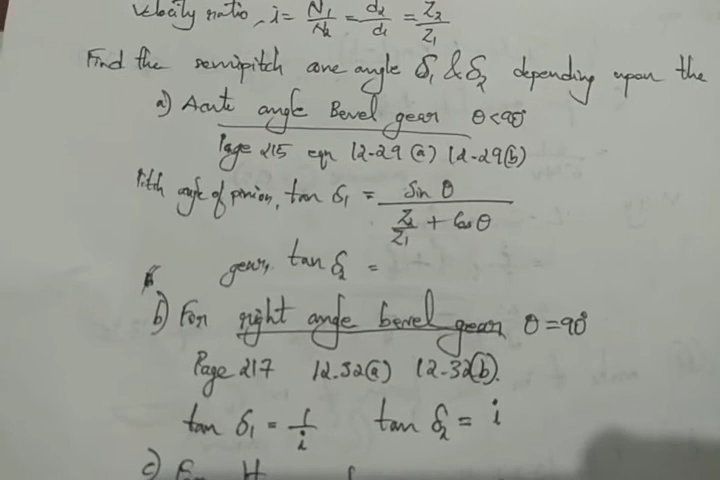 Velocity ratio, i = N1/N2 = d2/d1 = Z2/Z1
Find the semipitch cone angle δ1 & δ2 depending upon the
a) Acute angle Bevel gear θ<90°
Page 215 eqn 12-29(a) 12-29(b)
Pitch angle of pinion, tan δ1 = Sin θ / (Z2/Z1 + Cos θ)
gear, tan δ2 =
b) For right angle bevel gear θ=90°
Page 217 12.32(a) 12-32(b).
tan δ1 = 1/i tan δ2 = i
c) For